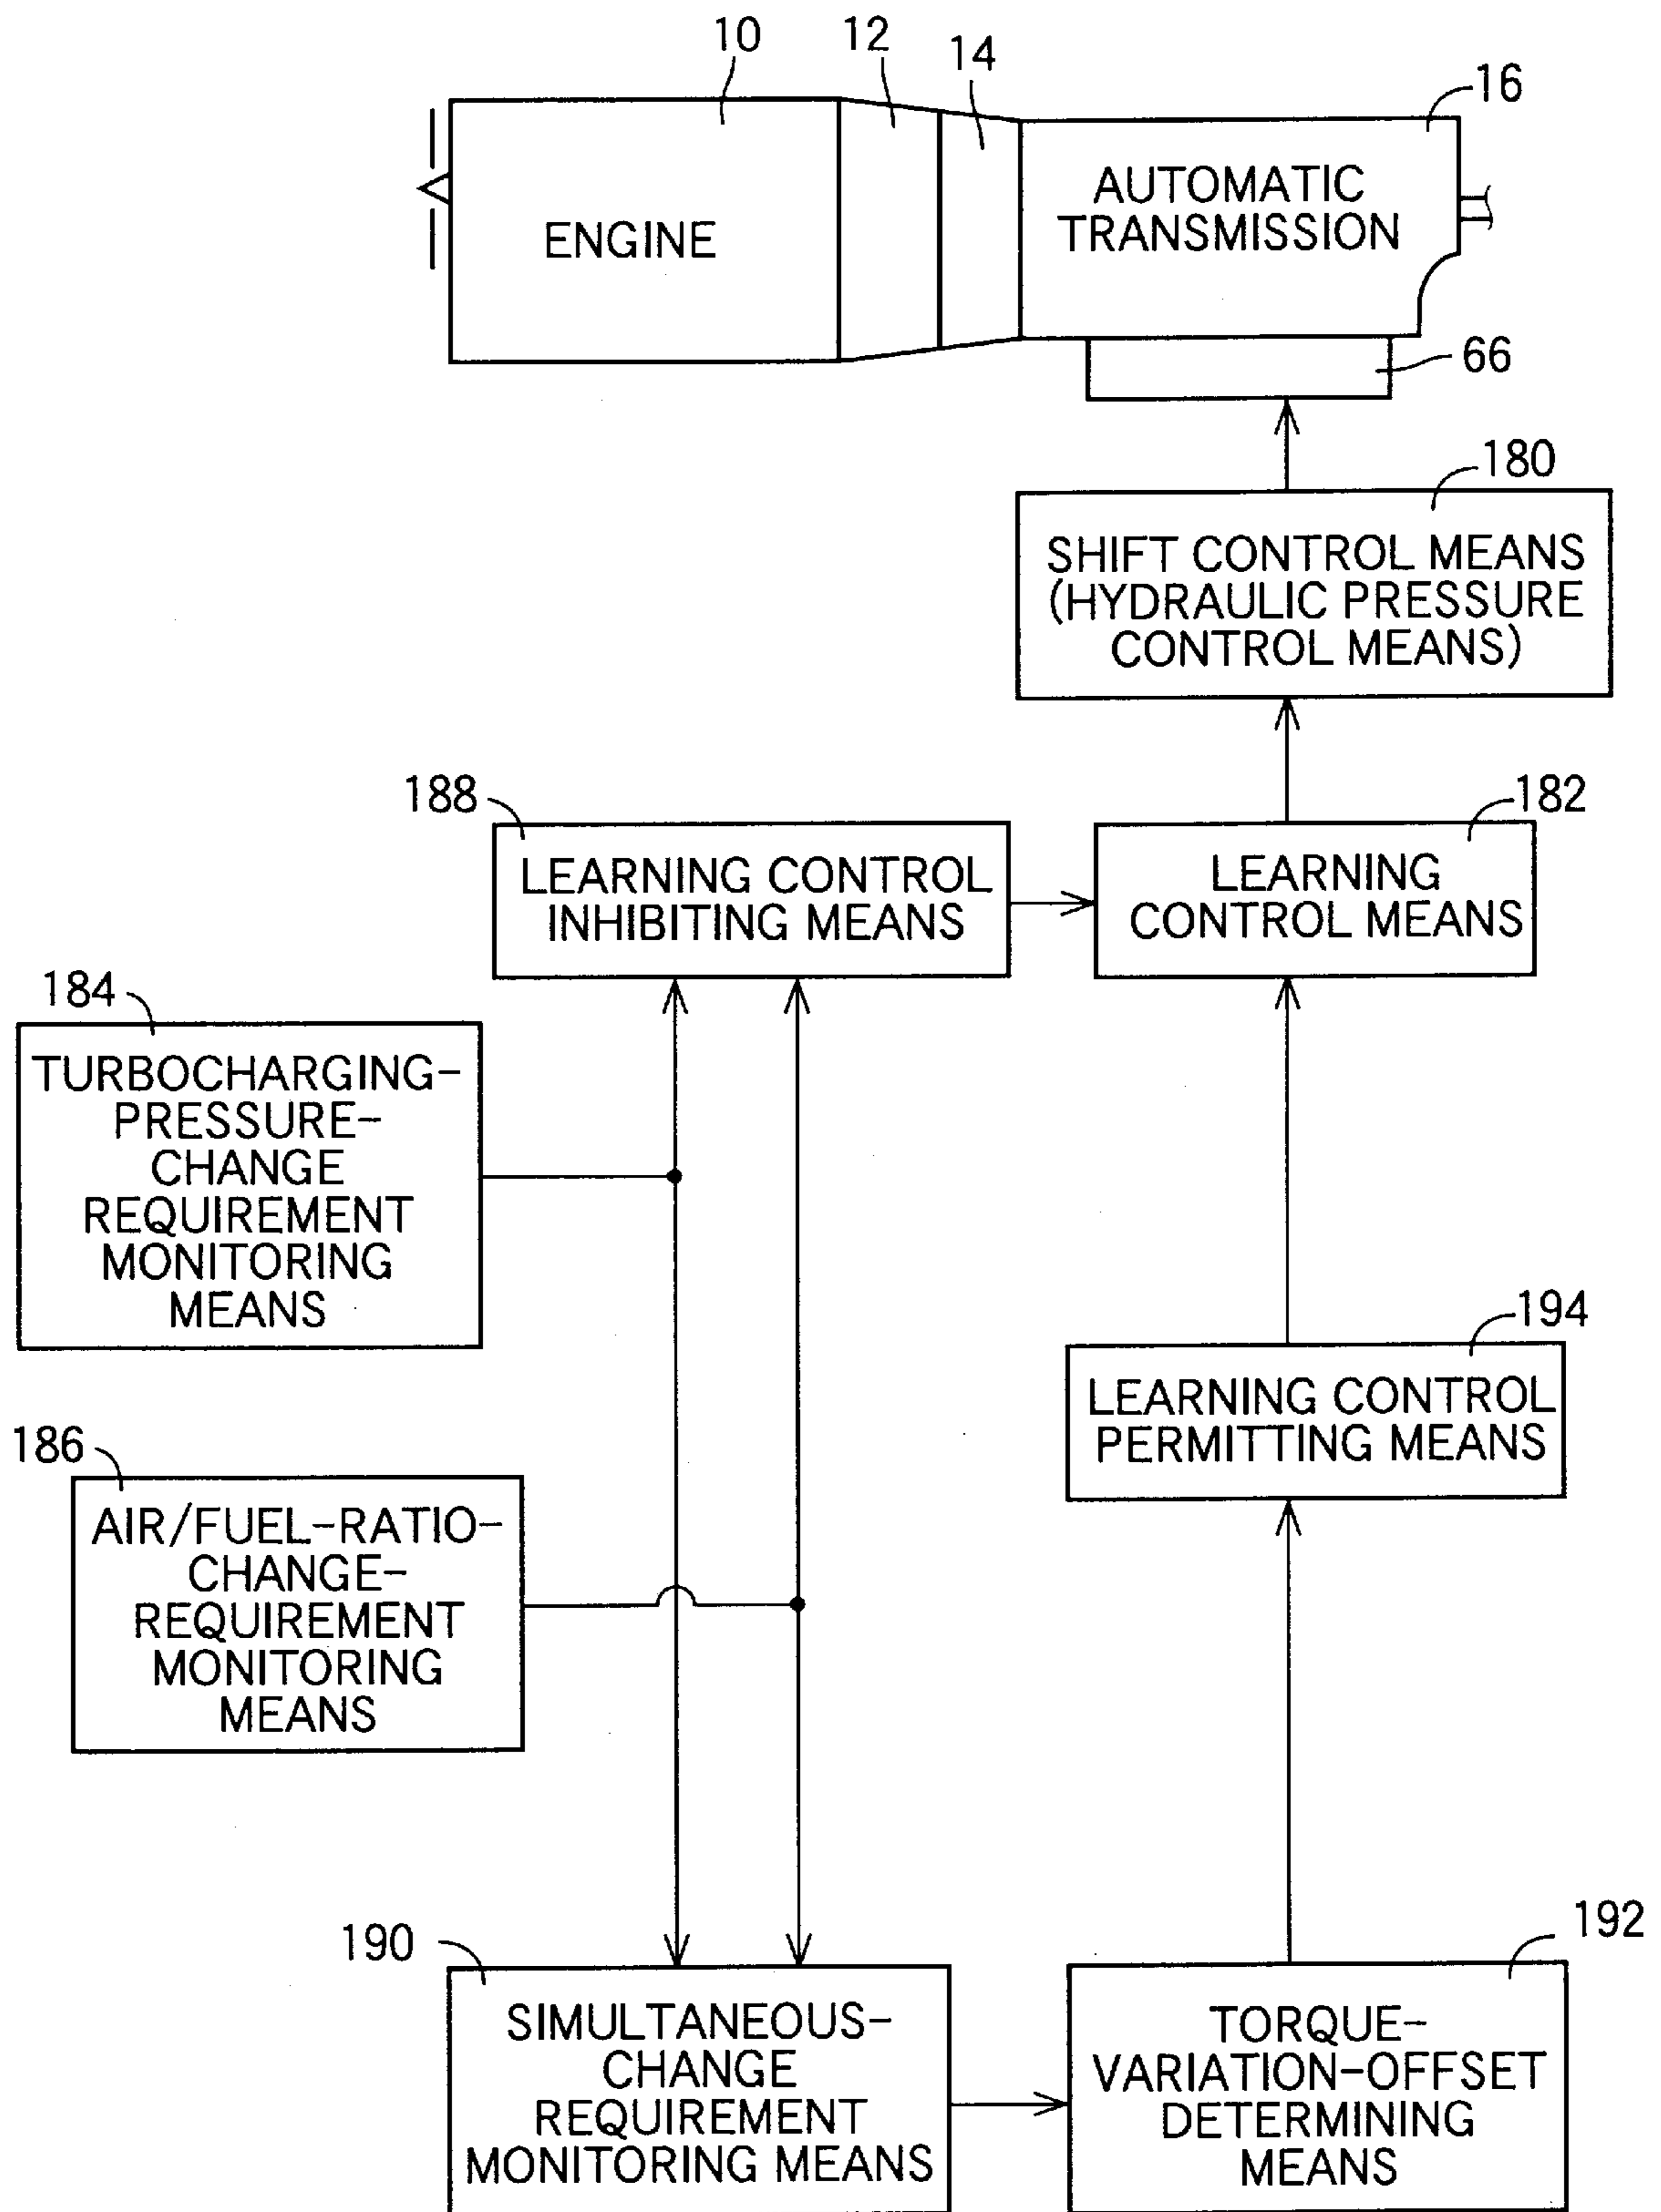 10
12
14
16
ENGINE
AUTOMATIC
TRANSMISSION
66
180
SHIFT CONTROL MEANS
(HYDRAULIC PRESSURE
CONTROL MEANS)
188
LEARNING CONTROL
INHIBITING MEANS
182
LEARNING
CONTROL MEANS
184
TURBOCHARGING-
PRESSURE-
CHANGE
REQUIREMENT
MONITORING
MEANS
194
LEARNING CONTROL
PERMITTING MEANS
186
AIR/FUEL-RATIO-
CHANGE-
REQUIREMENT
MONITORING
MEANS
190
SIMULTANEOUS-
CHANGE
REQUIREMENT
MONITORING MEANS
192
TORQUE-
VARIATION-OFFSET
DETERMINING
MEANS